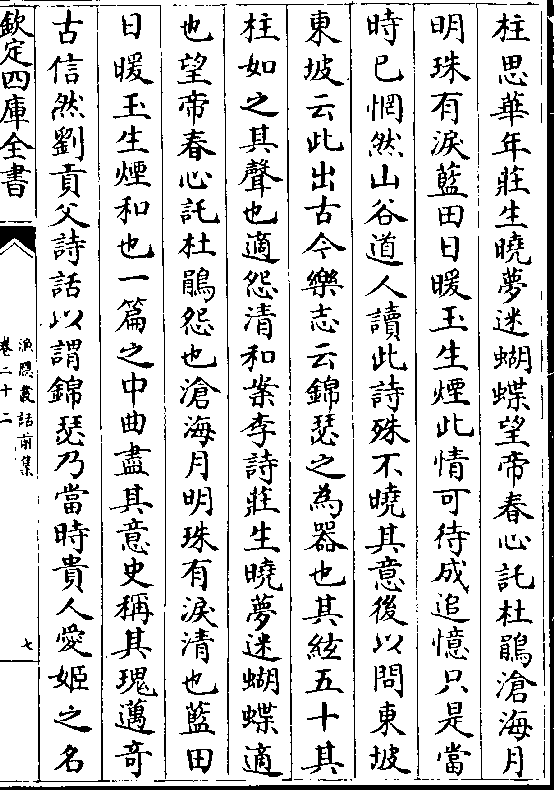 柱思華年莊生曉夢迷蝴蝶望帝春心託杜鵑滄海月
明珠有淚藍田日暖玉生煙此情可待成追憶只是當
時已惘然山谷道人讀此詩殊不曉其意後以問東坡
東坡云此出古今樂志云錦瑟之為器也其絃五十其
柱如之其聲也適怨清和案李詩莊生曉夢迷蝴蝶適
也望帝春心託杜鵑怨也滄海月明珠有淚清也藍田
日暖玉生煙和也一篇之中曲盡其意史稱其瑰邁奇
古信然劉貢父詩話以謂錦瑟乃當時貴人愛姬之名
欽定四庫全書
漁隱叢話前集
卷二十二
七